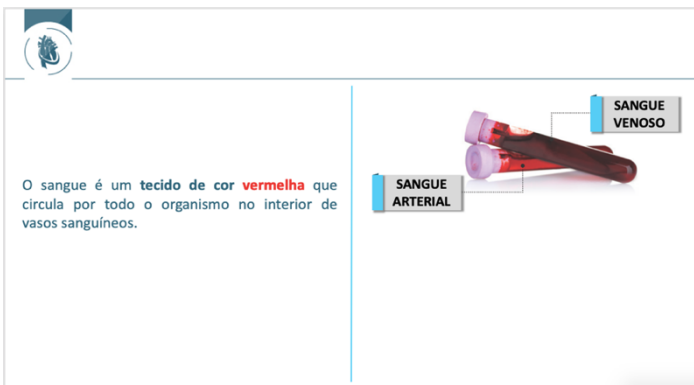 O sangue é um tecido de cor vermelha que
circula por todo o organismo no interior de
vasos sanguíneos.
SANGUE
VENOSO
SANGUE
ARTERIAL